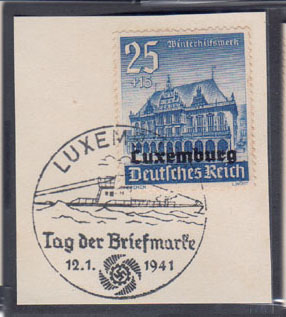 25
+15
Winterhilfswerk
Luxemburg
Deutsches Reich
LUXEM
Tag der Briefmarke
12.1. 1941